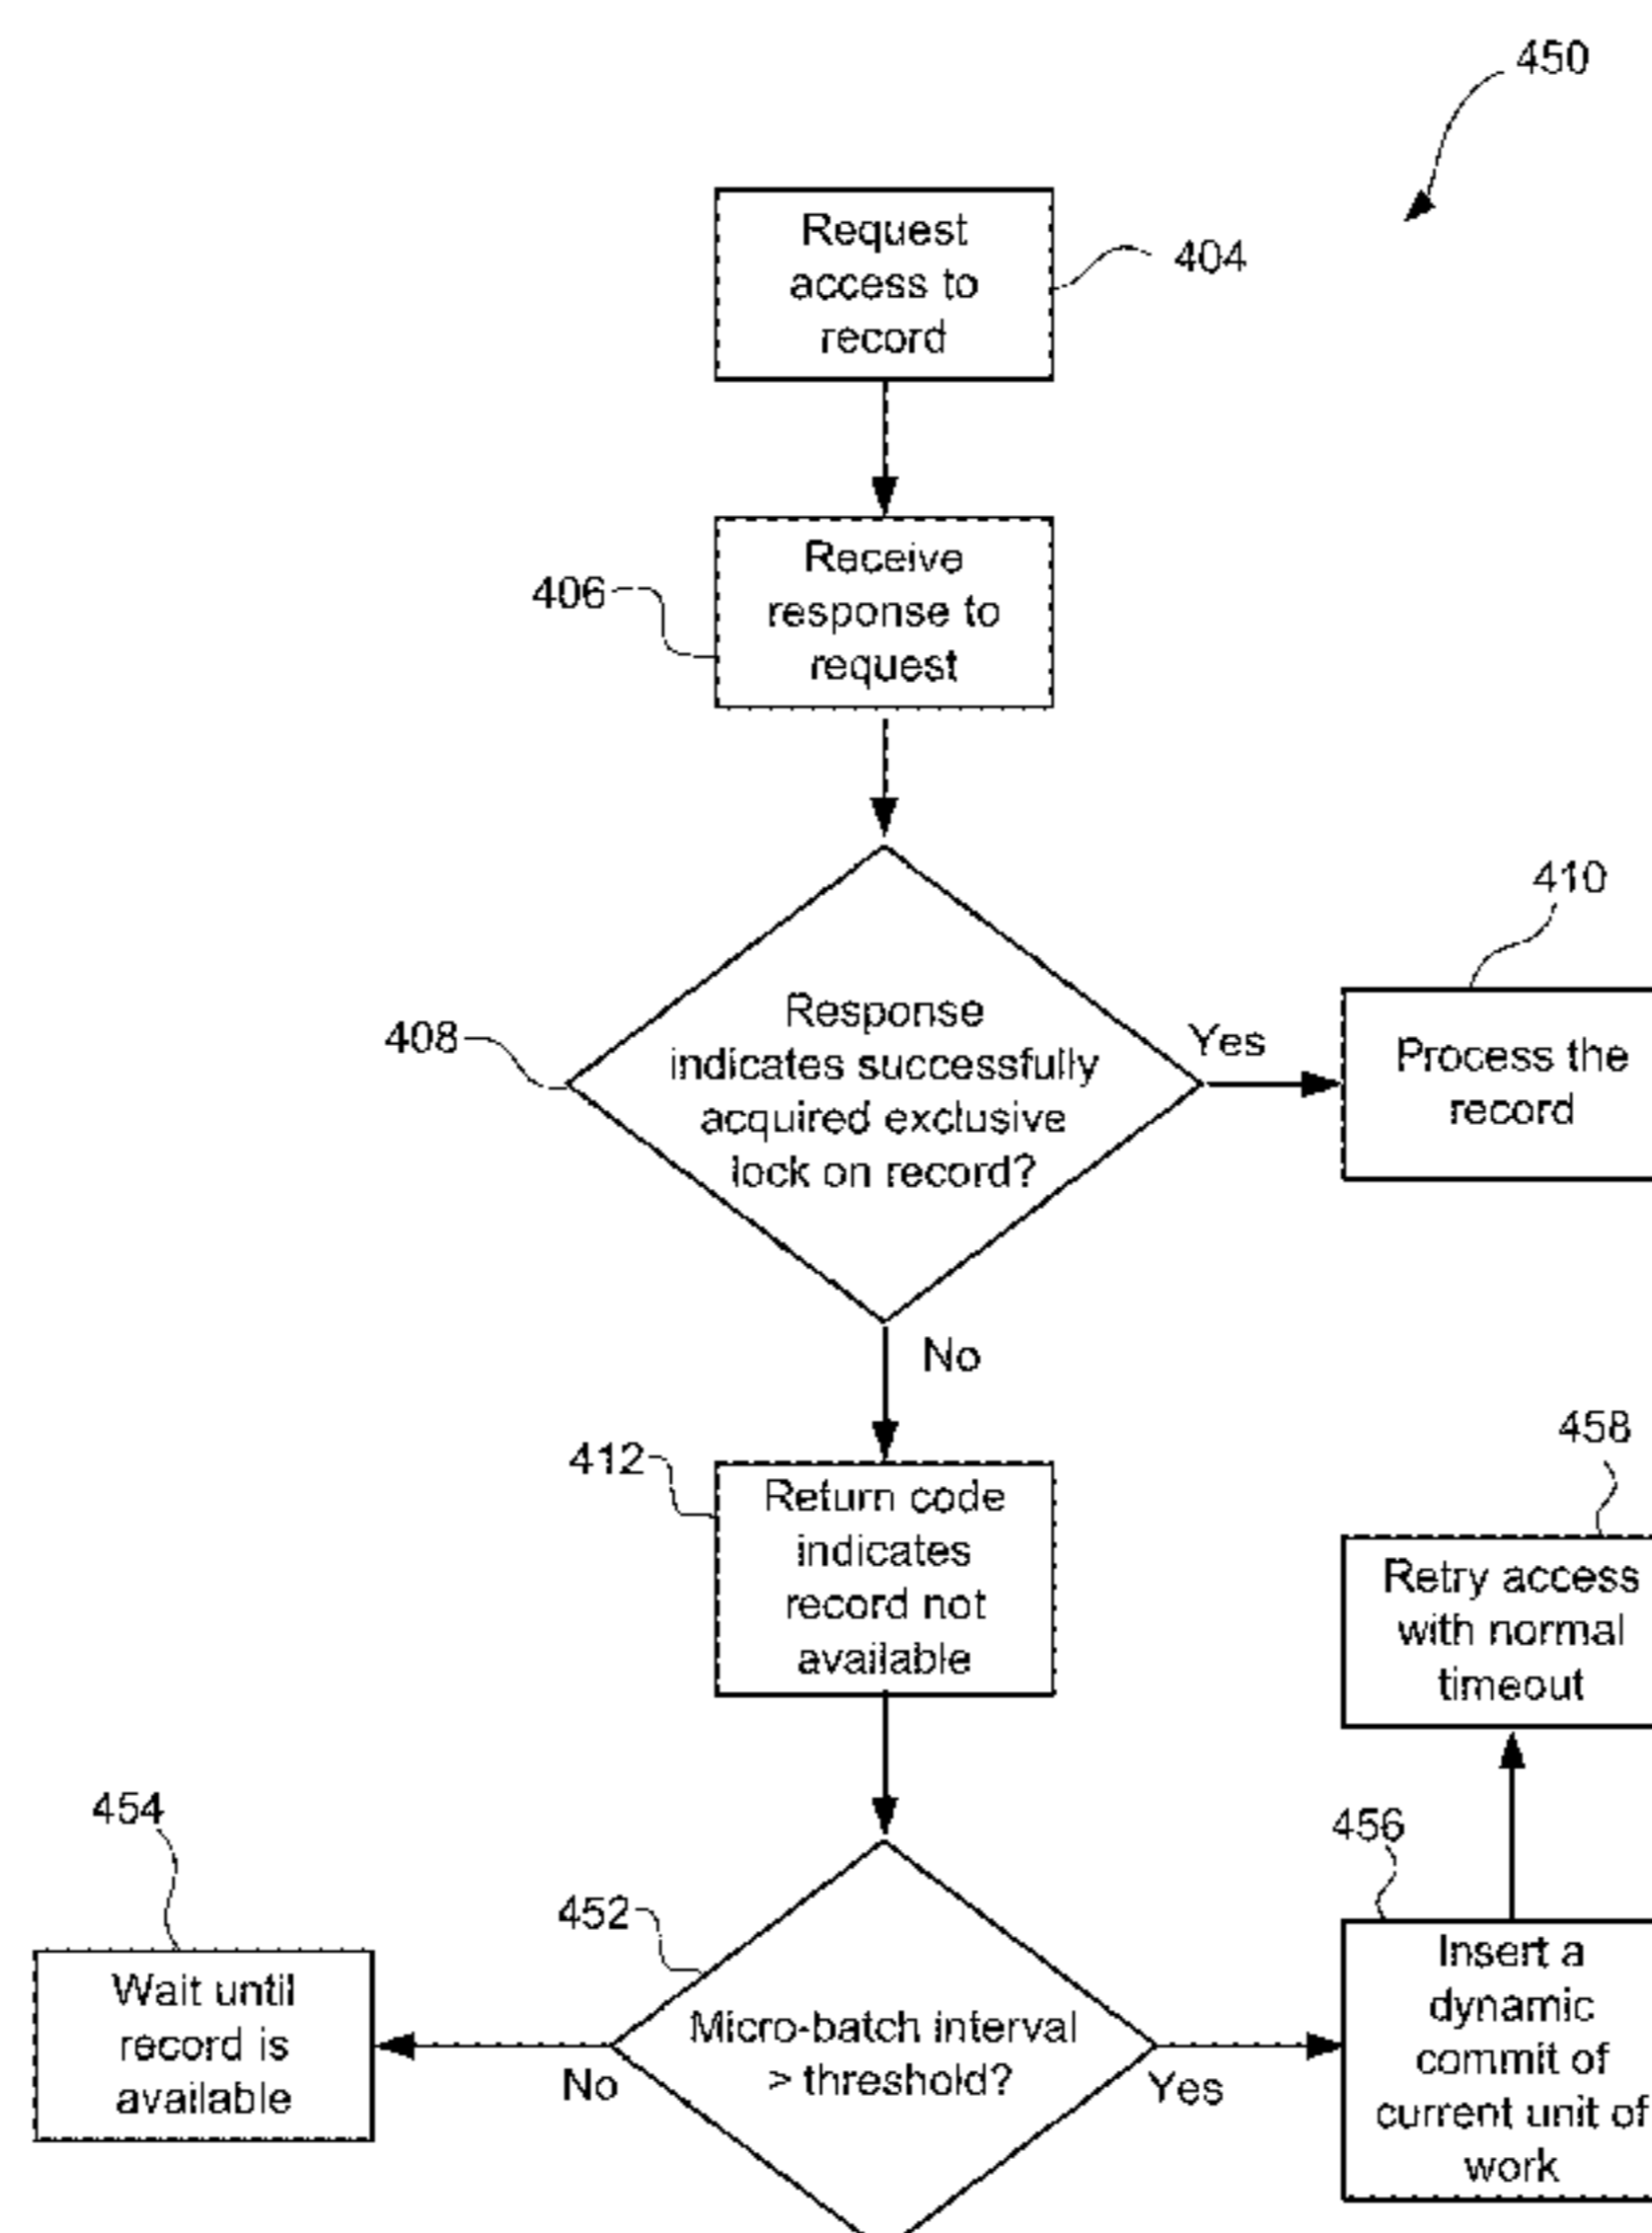 450
Request
access to
record
404
Receive
response to
request
406
410
Response
indicates successfully
acquired exclusive
lock on record?
408
Yes
Process the
record
No
412
Return code
indicates
record not
available
458
Retry access
with normal
timeout
454
456
452
Wait until
record is
available
Micro-batch interval
> threshold?
No
Yes
Insert a
dynamic
commit of
current unit of
work